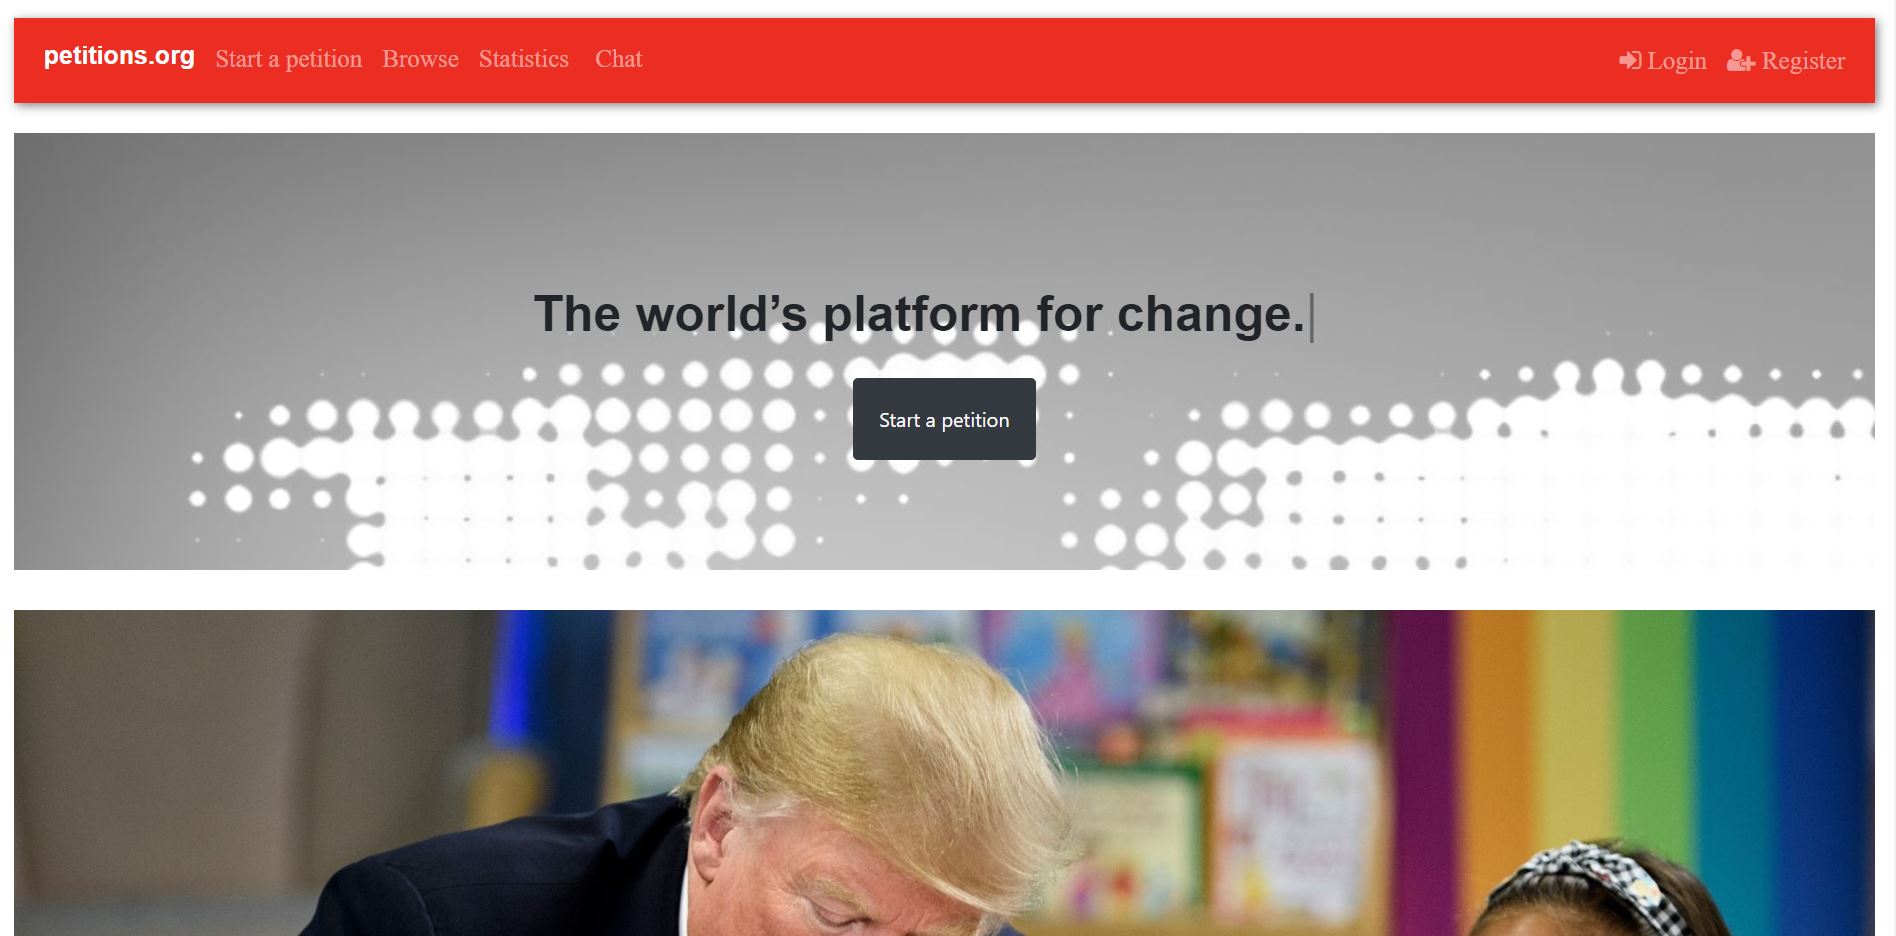 petitions.org Start a petition Browse Statistics Chat Login Register
The world’s platform for change.
Start a petition